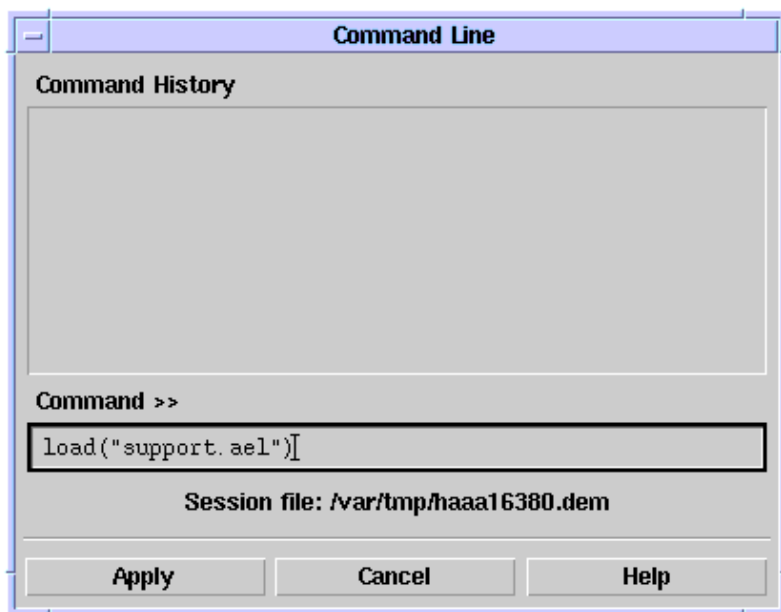 Command Line
Command History
Command >>
load("support.ael")
Session file: /var/tmp/haaa16380.dem
Apply Cancel Help